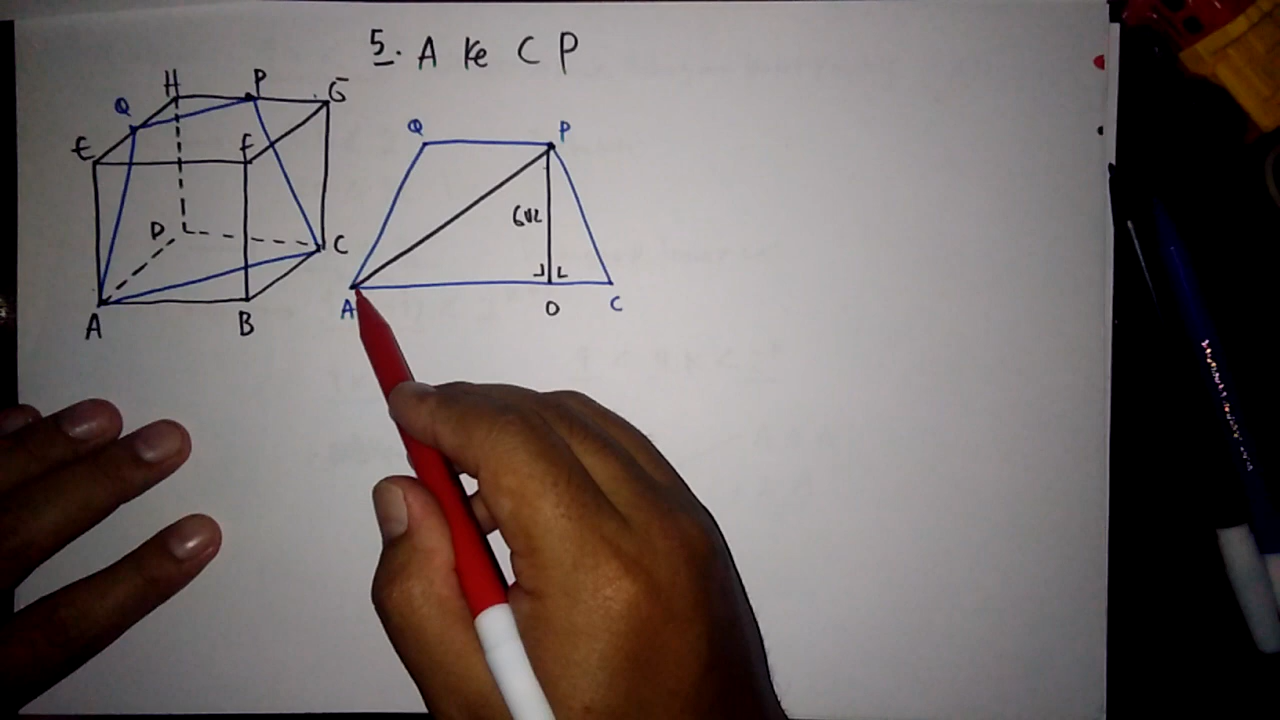 5. A ke C P
H P G
Q
E F
D C
A B
Q P
6√2
A O C